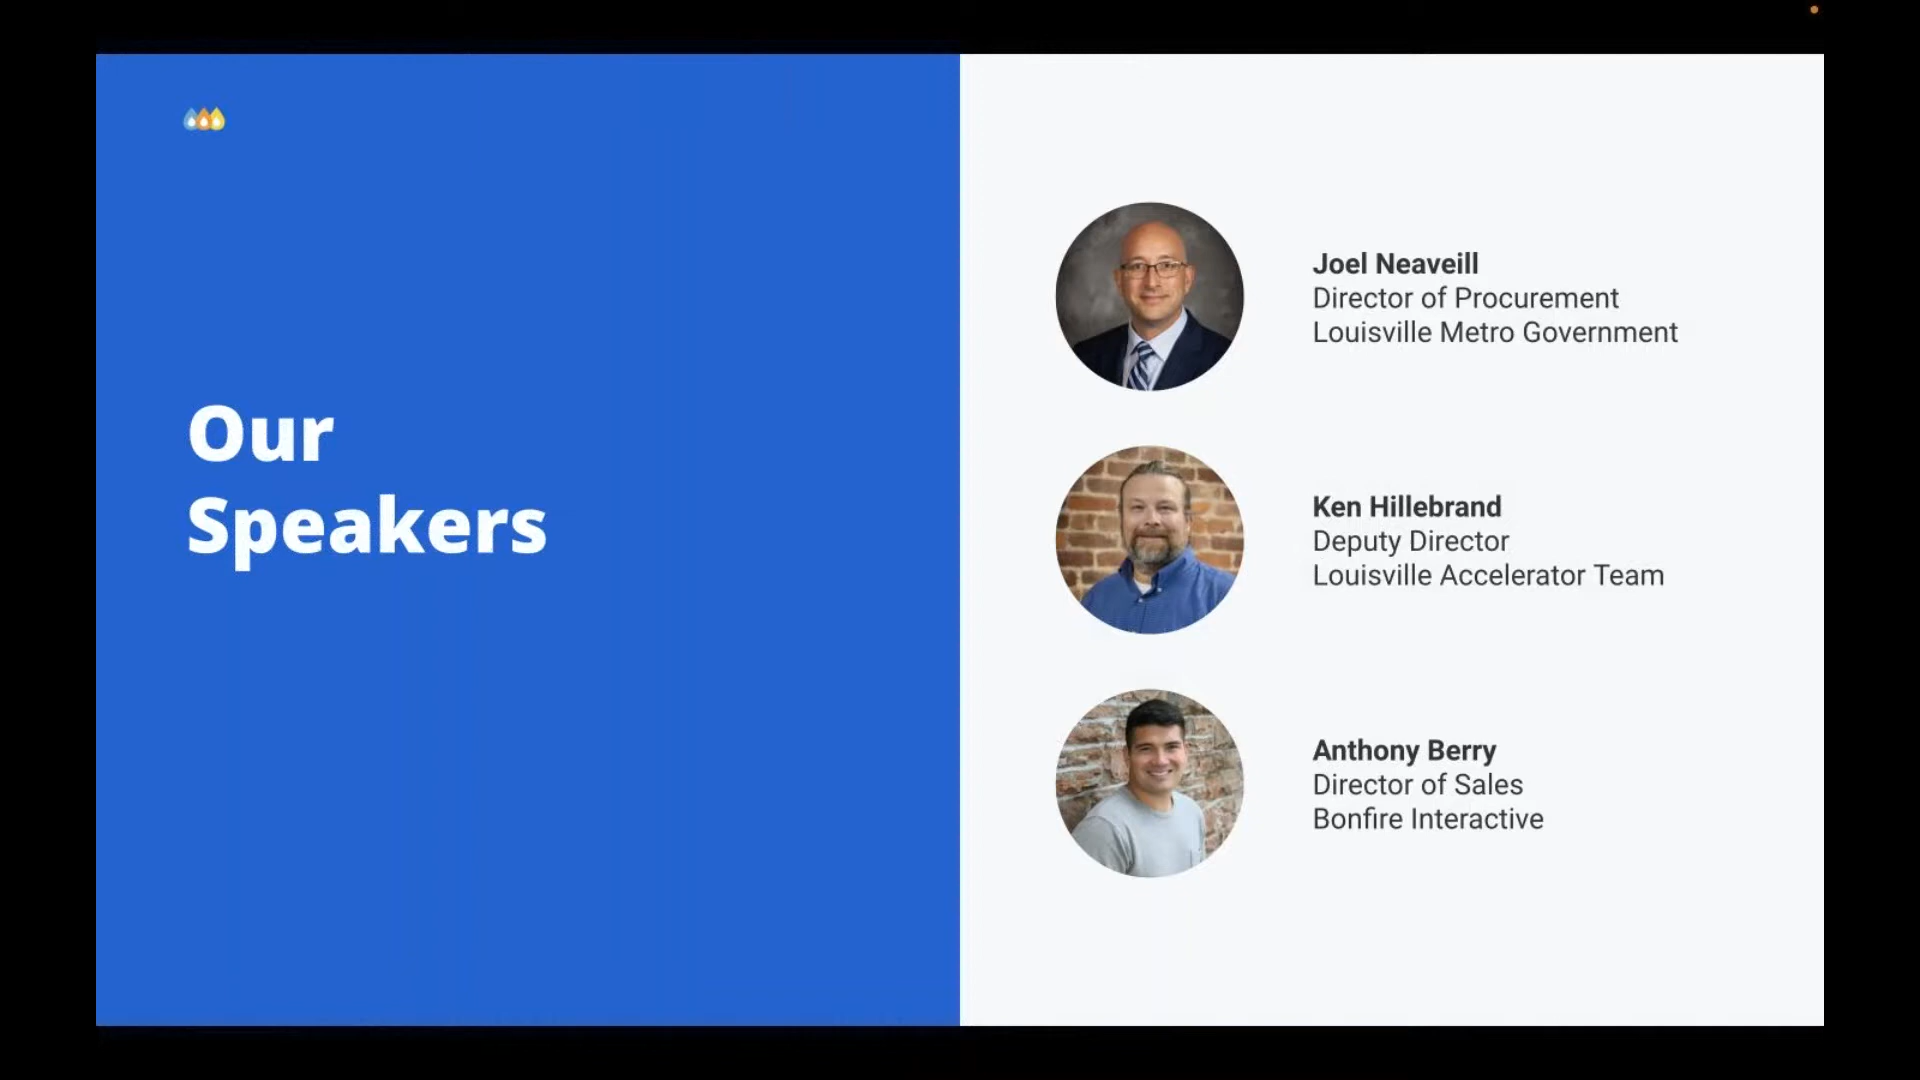 Our
Speakers
Joel Neaveill
Director of Procurement
Louisville Metro Government
Ken Hillebrand
Deputy Director
Louisville Accelerator Team
Anthony Berry
Director of Sales
Bonfire Interactive